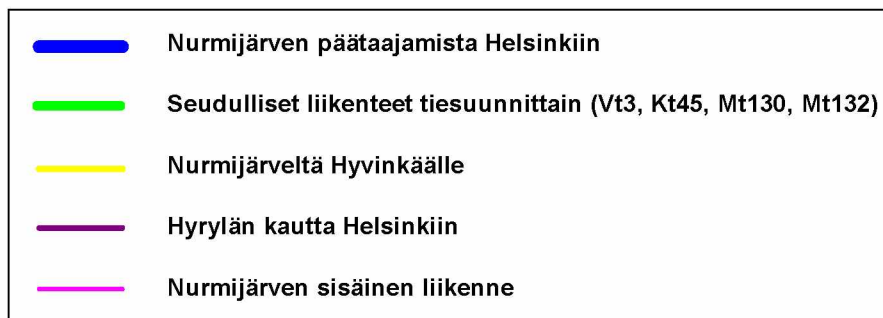 Nurmijärven päätaajamista Helsinkiin
Seudulliset liikenteet tiesuunnittain (Vt3, Kt45, Mt130, Mt132)
Nurmijärveltä Hyvinkäälle
Hyrylän kautta Helsinkiin
Nurmijärven sisäinen liikenne